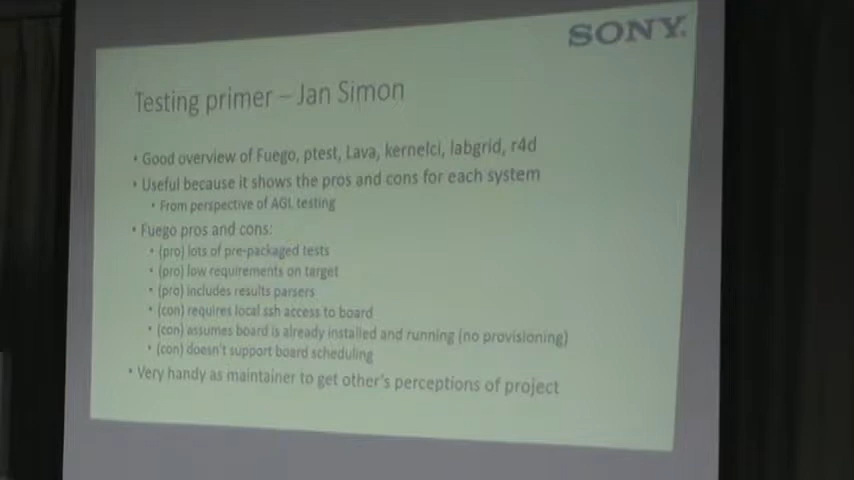 SONY
Testing primer – Jan Simon
• Good overview of Fuego, ptest, Lava, kernelci, labgrid, r4d
• Useful because it shows the pros and cons for each system
• From perspective of AGL testing
• Fuego pros and cons:
• (pro) lots of pre-packaged tests
• (pro) low requirements on target
• (pro) includes results parsers
• (con) requires local ssh access to board
• (con) assumes board is already installed and running (no provisioning)
• (con) doesn't support board scheduling
• Very handy as maintainer to get other's perceptions of project